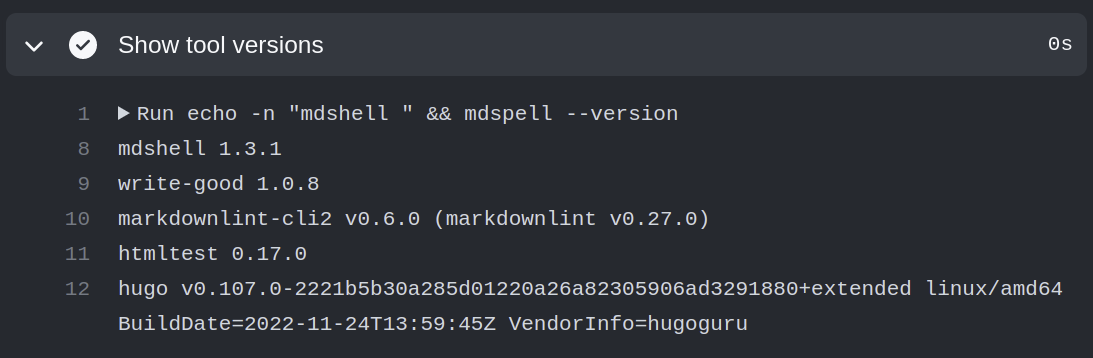 Show tool versions 0s
1 Run echo -n "mdshell " && mdspell --version
8 mdshell 1.3.1
9 write-good 1.0.8
10 markdownlint-cli2 v0.6.0 (markdownlint v0.27.0)
11 htmltest 0.17.0
12 hugo v0.107.0-2221b5b30a285d01220a26a82305906ad3291880+extended linux/amd64
BuildDate=2022-11-24T13:59:45Z VendorInfo=hugoguru